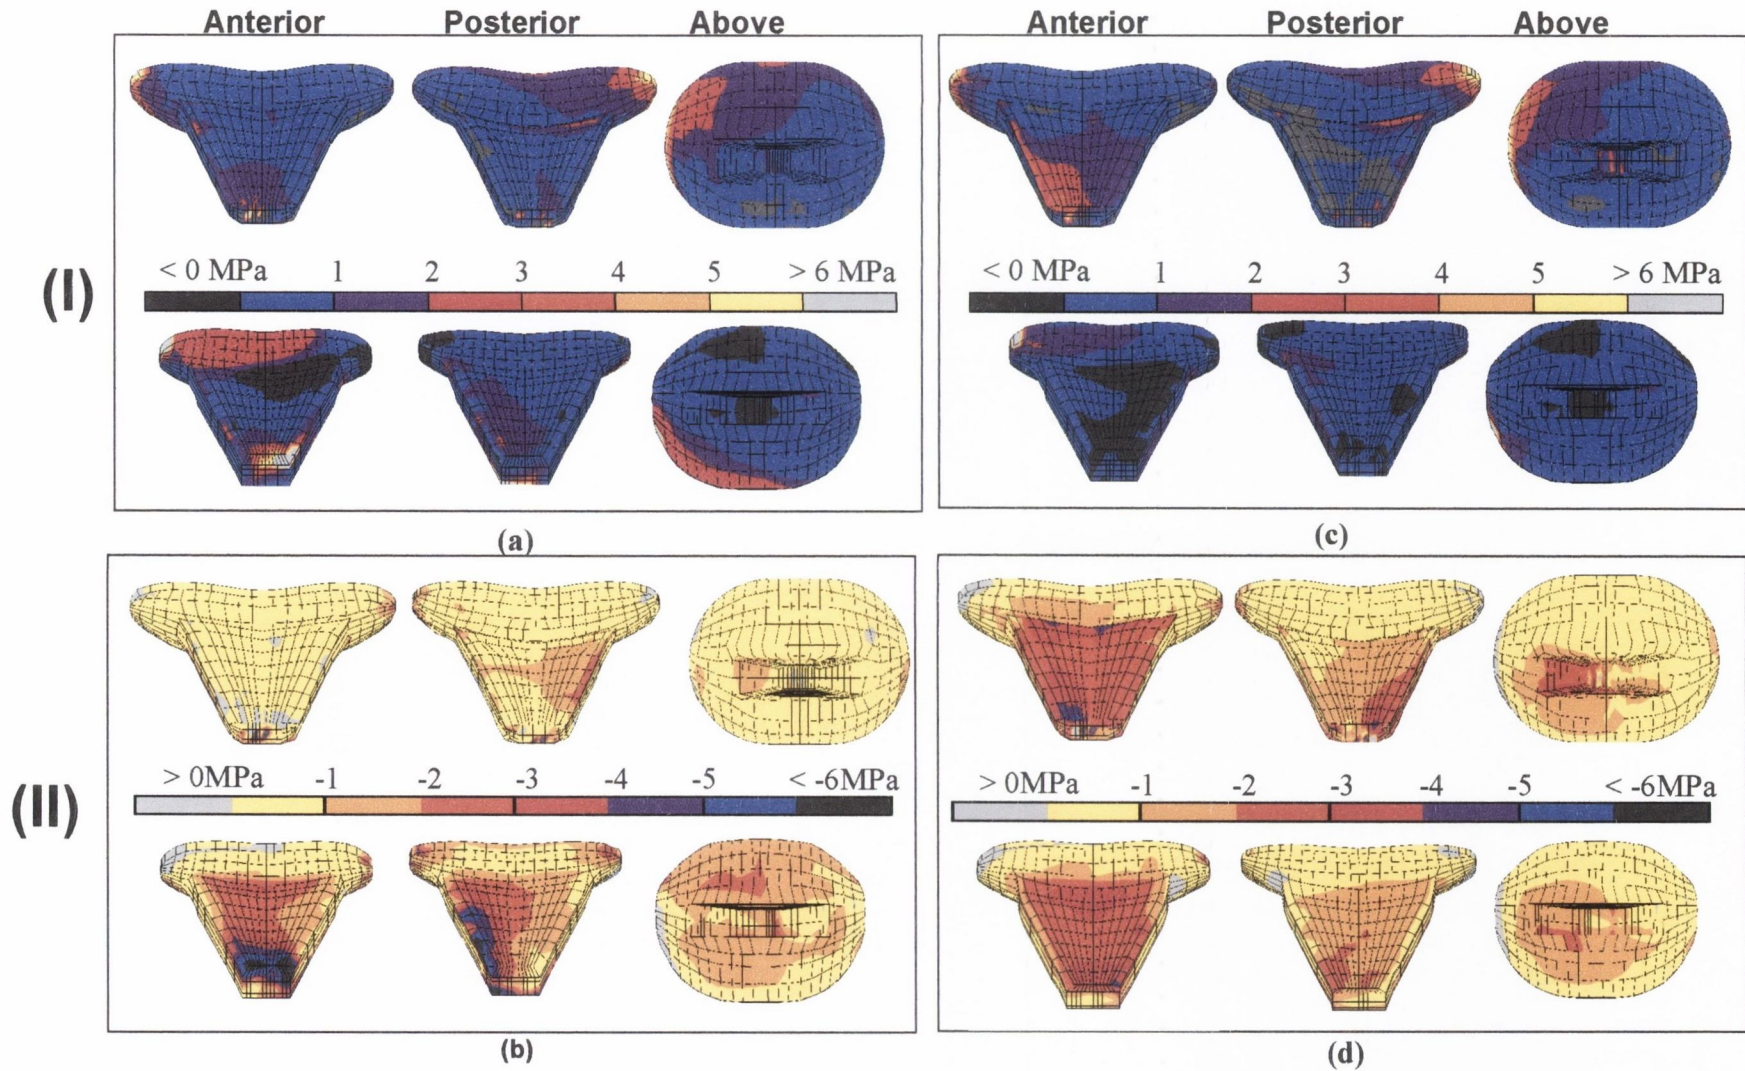 Anterior Posterior Above Anterior Posterior Above
(I)
< 0 MPa 1 2 3 4 5 > 6 MPa
< 0 MPa 1 2 3 4 5 > 6 MPa
(a)
(c)
(II)
> 0MPa -1 -2 -3 -4 -5 < -6MPa
> 0MPa -1 -2 -3 -4 -5 < -6MPa
(b)
(d)